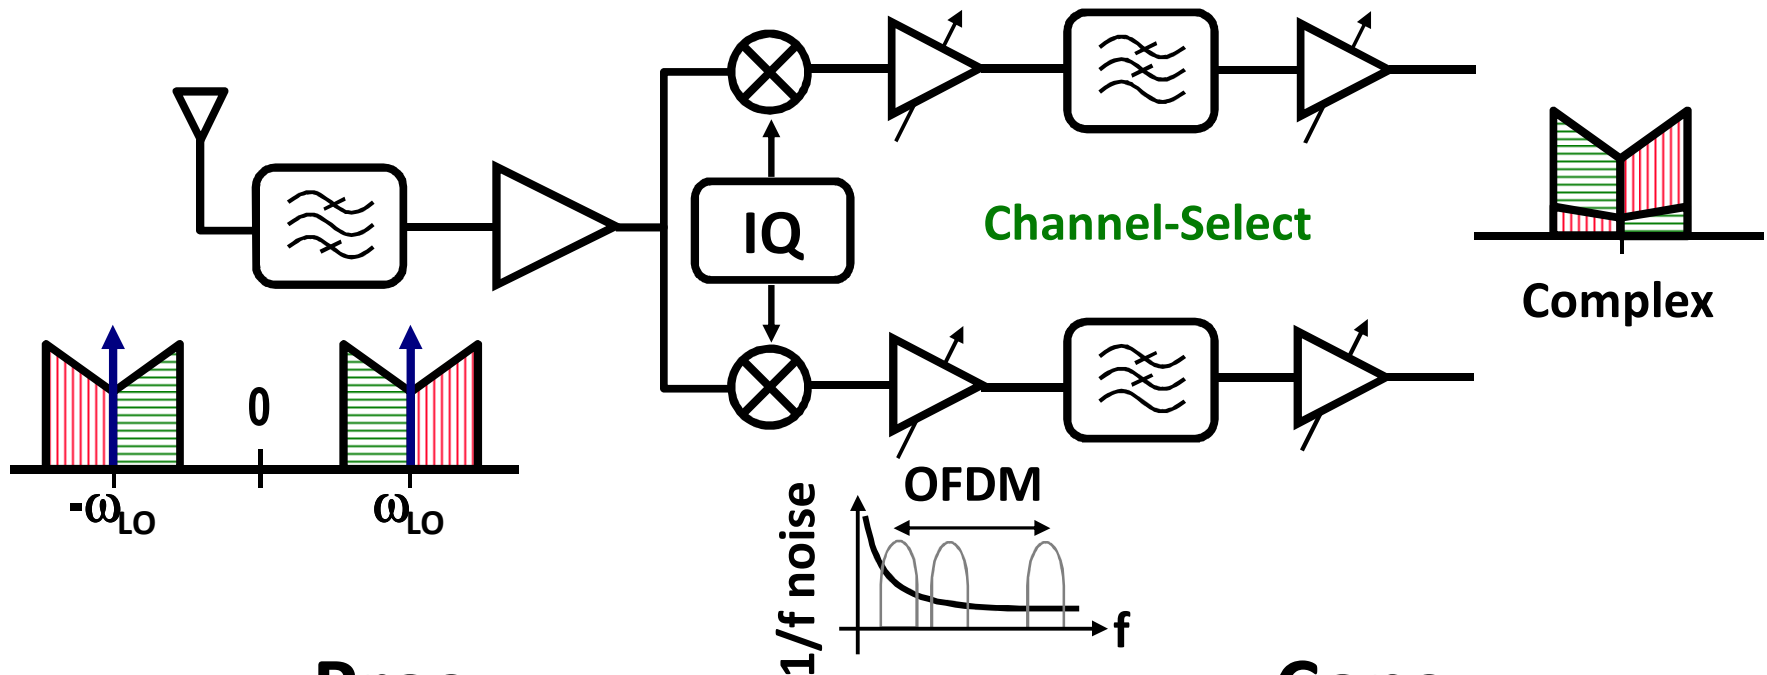 IQ
Channel-Select
Complex
0
-ωLO
ωLO
OFDM
1/f noise
f